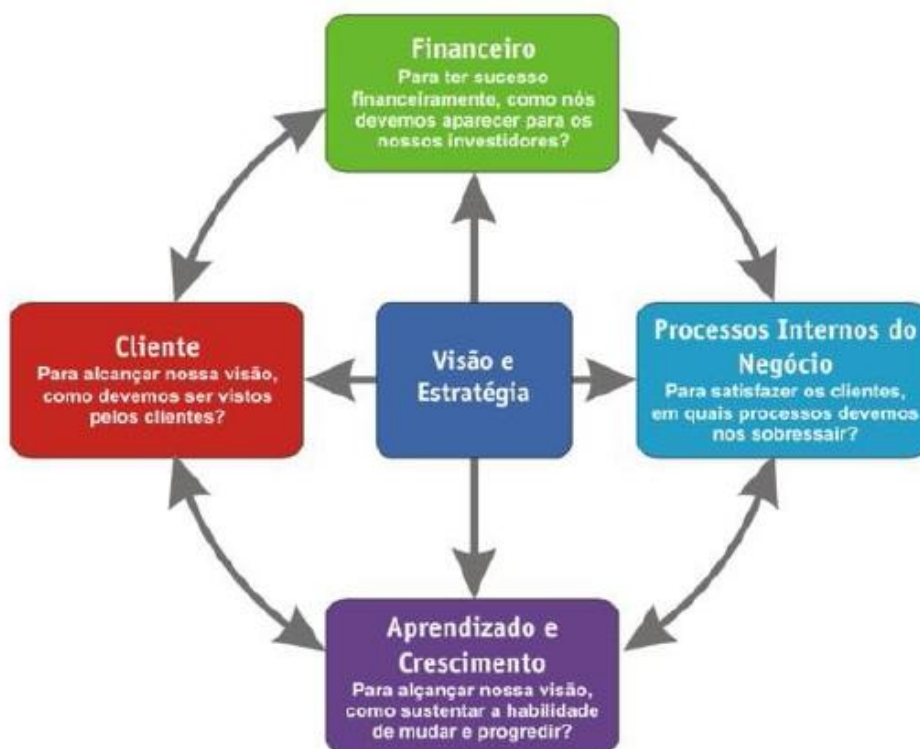 Financeiro
Para ter sucesso
financeiramente, como nós
devemos aparecer para os
nossos investidores?
Cliente
Para alcançar nossa visão,
como devemos ser vistos
pelos clientes?
Visão e
Estratégia
Processos Internos do
Negócio
Para satisfazer os clientes,
em quais processos devemos
nos sobressair?
Aprendizado e
Crescimento
Para alçançar nossa visão,
como sustentar a habilidade
de mudar e progredir?